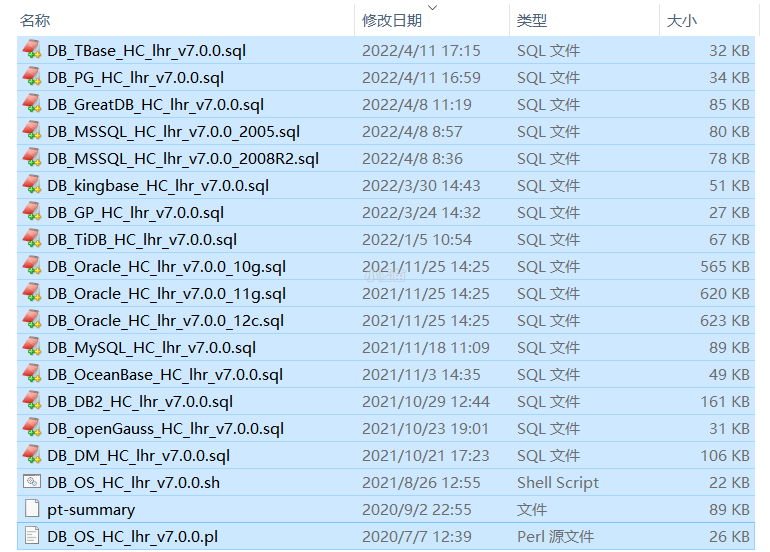 名称 修改日期 类型 大小
DB_TBase_HC_lhr_v7.0.0.sql 2022/4/11 17:15 SQL 文件 32 KB
DB_PG_HC_lhr_v7.0.0.sql 2022/4/11 16:59 SQL 文件 34 KB
DB_GreatDB_HC_lhr_v7.0.0.sql 2022/4/8 11:19 SQL 文件 85 KB
DB_MSSQL_HC_lhr_v7.0.0_2005.sql 2022/4/8 8:57 SQL 文件 80 KB
DB_MSSQL_HC_lhr_v7.0.0_2008R2.sql 2022/4/8 8:36 SQL 文件 78 KB
DB_kingbase_HC_lhr_v7.0.0.sql 2022/3/30 14:43 SQL 文件 51 KB
DB_GP_HC_lhr_v7.0.0.sql 2022/3/24 14:32 SQL 文件 27 KB
DB_TiDB_HC_lhr_v7.0.0.sql 2022/1/5 10:54 SQL 文件 67 KB
DB_Oracle_HC_lhr_v7.0.0_10g.sql 2021/11/25 14:25 SQL 文件 565 KB
DB_Oracle_HC_lhr_v7.0.0_11g.sql 2021/11/25 14:25 SQL 文件 620 KB
DB_Oracle_HC_lhr_v7.0.0_12c.sql 2021/11/25 14:25 SQL 文件 623 KB
DB_MySQL_HC_lhr_v7.0.0.sql 2021/11/18 11:09 SQL 文件 89 KB
DB_OceanBase_HC_lhr_v7.0.0.sql 2021/11/3 14:35 SQL 文件 49 KB
DB_DB2_HC_lhr_v7.0.0.sql 2021/10/29 12:44 SQL 文件 161 KB
DB_openGauss_HC_lhr_v7.0.0.sql 2021/10/23 19:01 SQL 文件 31 KB
DB_DM_HC_lhr_v7.0.0.sql 2021/10/21 17:23 SQL 文件 106 KB
DB_OS_HC_lhr_v7.0.0.sh 2021/8/26 12:55 Shell Script 22 KB
pt-summary 2020/9/2 22:55 文件 89 KB
DB_OS_HC_lhr_v7.0.0.pl 2020/7/7 12:39 Perl 源文件 26 KB